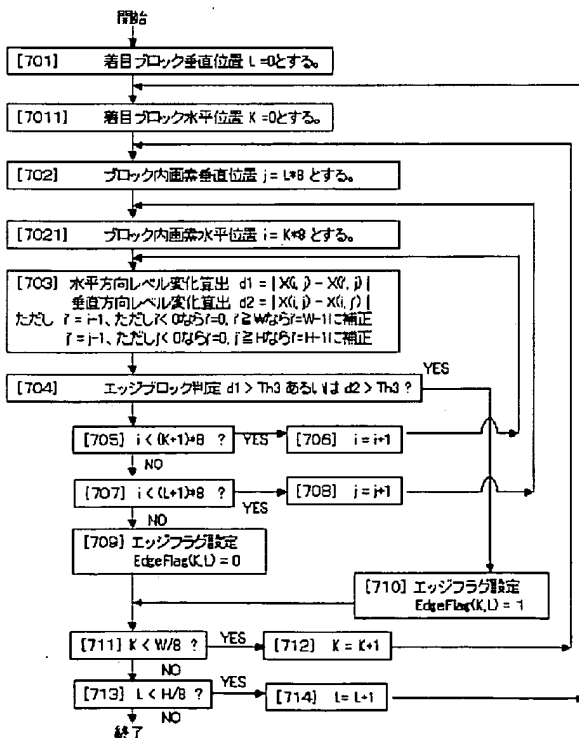 開始
[701] 着目ブロック垂直位置 L =0とする。
[7011] 着目ブロック水平位置 K =0とする。
[702] ブロック内画素垂直位置 j = L*8 とする。
[7021] ブロック内画素水平位置 i = K*8 とする。
[703] 水平方向レベル変化算出 d1 = | X(i, j) - X(i', j) |
垂直方向レベル変化算出 d2 = | X(i, j) - X(i, j') |
ただし i' = i-1、ただしi'< 0ならi'=0, i' ≧ Wならi'=W-1に補正
j' = j-1、ただしj'< 0ならj'=0, j' ≧ Hならj'=H-1に補正
[704] エッジブロック判定 d1 > Th3 あるいは d2 > Th3 ?
YES
[705] i < (K+1)*8 ?
YES
[706] i = i+1
NO
[707] i < (L+1)*8 ?
YES
[708] j = j+1
NO
[709] エッジフラグ設定
EdgeFlag(K,L) = 0
[710] エッジフラグ設定
EdgeFlag(K,L) = 1
[711] K < W/8 ?
YES
[712] K = K+1
NO
[713] L < H/8 ?
YES
[714] L = L+1
NO
終了